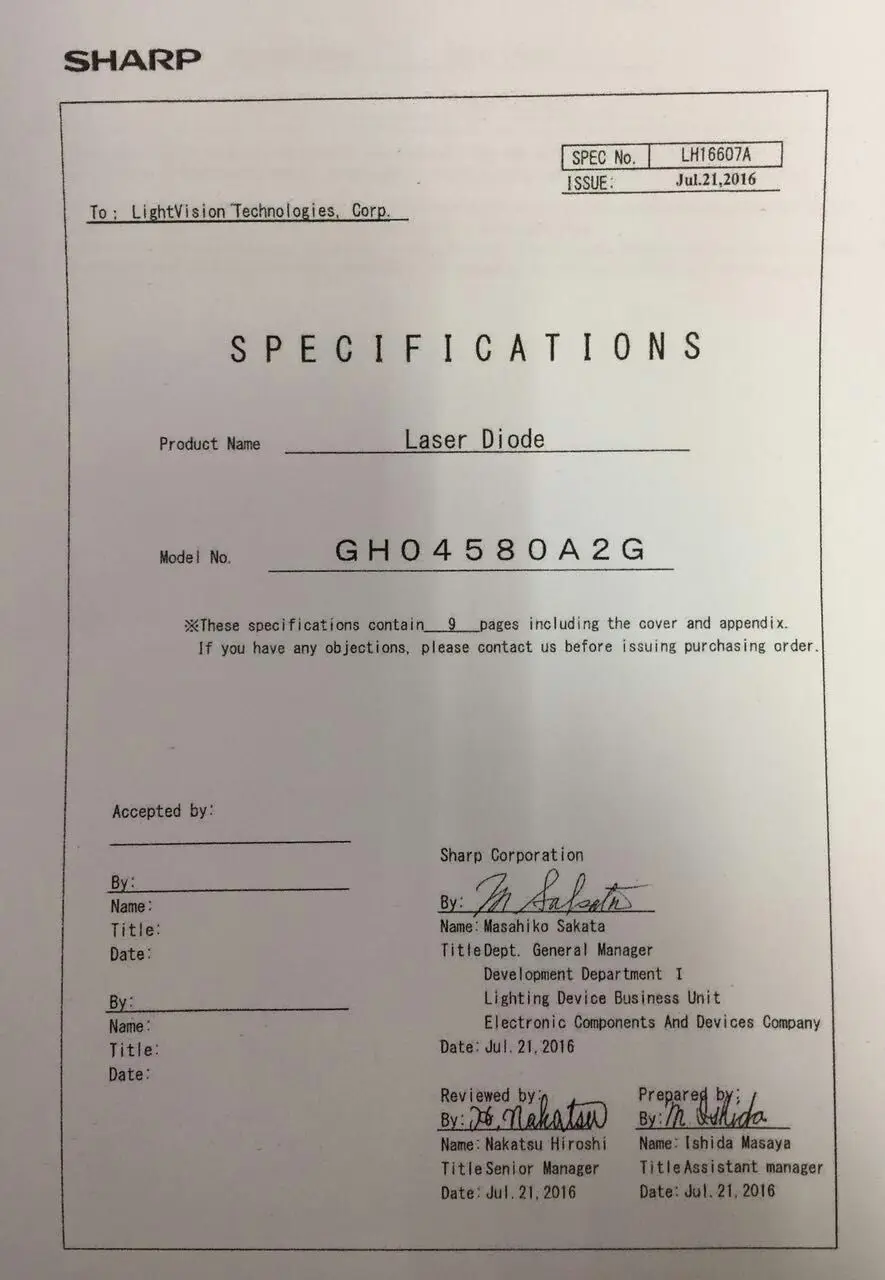 SHARP
SPEC No. LH16607A
ISSUE: Jul.21,2016
To : LightVision Technologies, Corp.
SPECIFICATIONS
Product Name Laser Diode
Model No. GH04580A2G
※These specifications contain 9 pages including the cover and appendix.
If you have any objections, please contact us before issuing purchasing order.
Accepted by:
By:
Name:
Title:
Date:
By:
Name:
Title:
Date:
Sharp Corporation
By: M Sakata
Name: Masahiko Sakata
Title Dept. General Manager
Development Department I
Lighting Device Business Unit
Electronic Components And Devices Company
Date: Jul. 21, 2016
Reviewed by:
By: H. Nakatsu
Name: Nakatsu Hiroshi
Title Senior Manager
Date: Jul. 21, 2016
Prepared by:
By: M. Ishida
Name: Ishida Masaya
Title Assistant manager
Date: Jul. 21, 2016